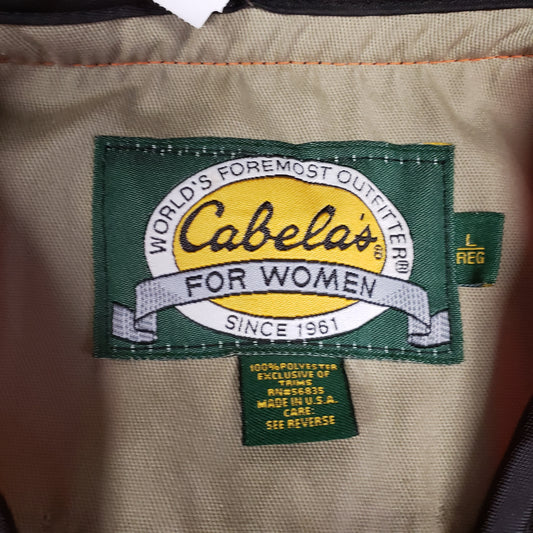 WORLD'S FOREMOST OUTFITTER®
Cabela's®
FOR WOMEN
SINCE 1961
L
REG
100% POLYESTER
EXCLUSIVE OF
TRIMS
RN#56835
MADE IN U.S.A.
CARE:
SEE REVERSE